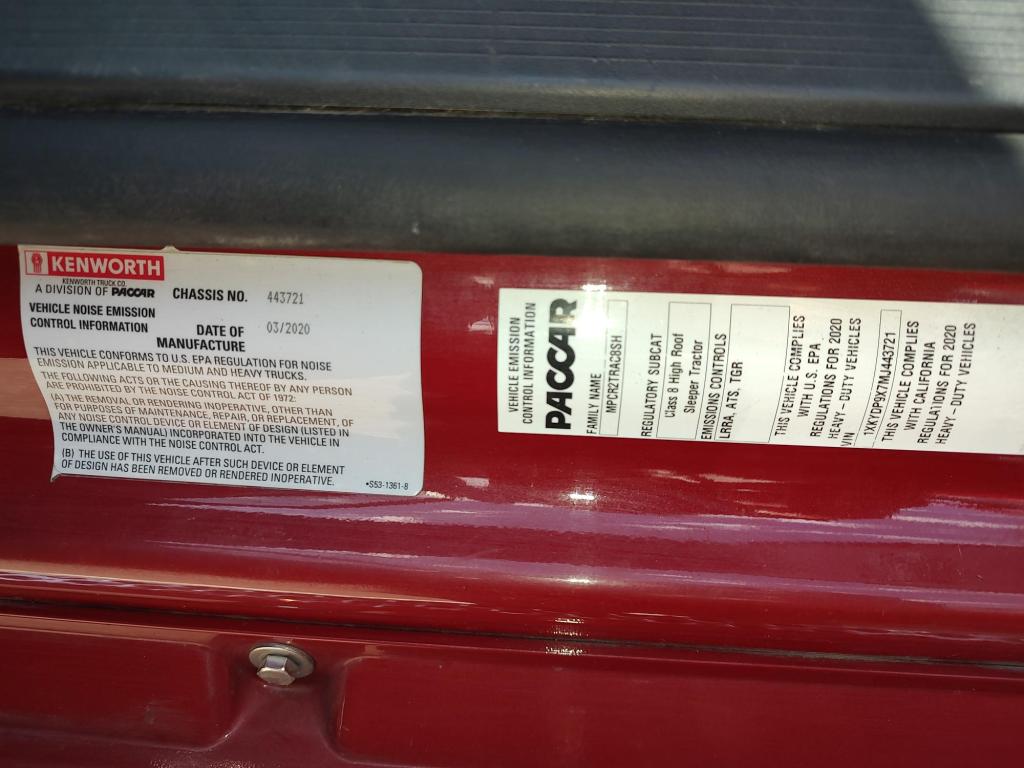 KENWORTH
KENWORTH TRUCK CO.
A DIVISION OF PACCAR
CHASSIS NO. 443721
VEHICLE NOISE EMISSION
CONTROL INFORMATION
DATE OF 03/2020
MANUFACTURE
THIS VEHICLE CONFORMS TO U.S. EPA REGULATION FOR NOISE
EMISSION APPLICABLE TO MEDIUM AND HEAVY TRUCKS.
THE FOLLOWING ACTS OR THE CAUSING THEREOF BY ANY PERSON
ARE PROHIBITED BY THE NOISE CONTROL ACT OF 1972:
(A) THE REMOVAL OR RENDERING INOPERATIVE, OTHER THAN
FOR PURPOSES OF MAINTENANCE, REPAIR, OR REPLACEMENT, OF
ANY NOISE CONTROL DEVICE OR ELEMENT OF DESIGN (LISTED IN
THE OWNER'S MANUAL) INCORPORATED INTO THE VEHICLE IN
COMPLIANCE WITH THE NOISE CONTROL ACT.
(B) THE USE OF THIS VEHICLE AFTER SUCH DEVICE OR ELEMENT
OF DESIGN HAS BEEN REMOVED OR RENDERED INOPERATIVE.
•S53-1361-8
VEHICLE EMISSION
CONTROL INFORMATION
PACCAR
FAMILY NAME
MPCR2TRAC8SH
REGULATORY SUBCAT
Class 8 High Roof
Sleeper Tractor
EMISSIONS CONTROLS
LRRA, ATS, TGR
THIS VEHICLE COMPLIES
WITH U.S. EPA
REGULATIONS FOR 2020
HEAVY - DUTY VEHICLES
VIN
1XKYDP9X7MJ443721
THIS VEHICLE COMPLIES
WITH CALIFORNIA
REGULATIONS FOR 2020
HEAVY - DUTY VEHICLES